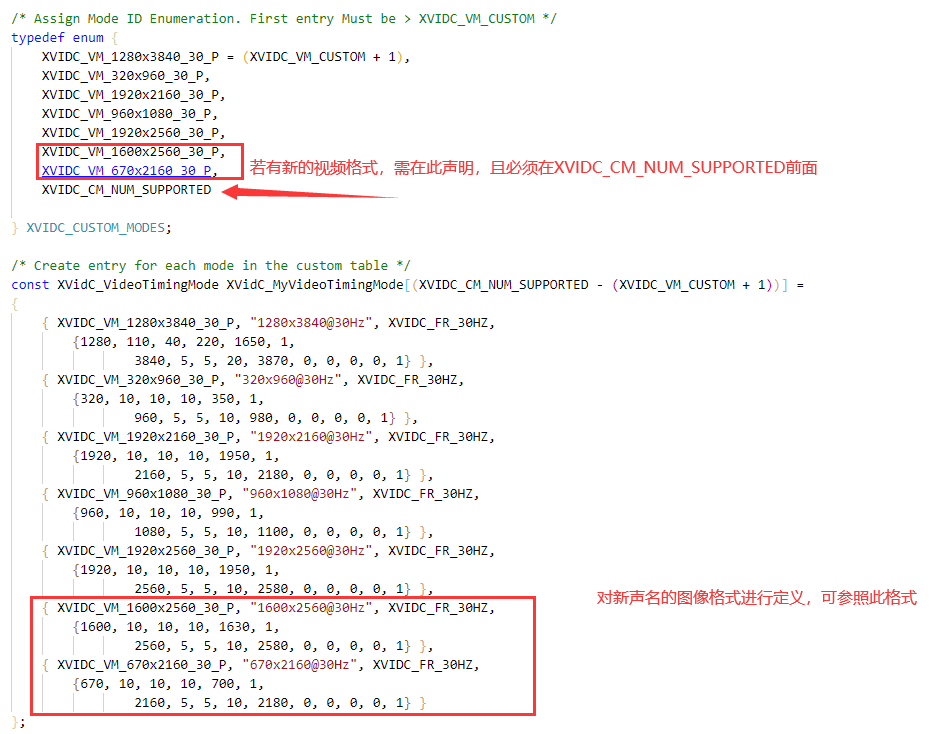 /* Assign Mode ID Enumeration. First entry Must be > XVIDC_VM_CUSTOM */
typedef enum {
XVIDC_VM_1280x3840_30_P = (XVIDC_VM_CUSTOM + 1),
XVIDC_VM_320x960_30_P,
XVIDC_VM_1920x2160_30_P,
XVIDC_VM_960x1080_30_P,
XVIDC_VM_1920x2560_30_P,
XVIDC_VM_1600x2560_30_P,
XVIDC_VM_670x2160_30_P,
若有新的视频格式，需在此声明，且必须在XVIDC_CM_NUM_SUPPORTED前面
XVIDC_CM_NUM_SUPPORTED
} XVIDC_CUSTOM_MODES;
/* Create entry for each mode in the custom table */
const XVidC_VideoTimingMode XVidC_MyVideoTimingMode[(XVIDC_CM_NUM_SUPPORTED - (XVIDC_VM_CUSTOM + 1))] =
{
{ XVIDC_VM_1280x3840_30_P, "1280x3840@30Hz", XVIDC_FR_30HZ,
{1280, 110, 40, 220, 1650, 1,
3840, 5, 5, 20, 3870, 0, 0, 0, 0, 1} },
{ XVIDC_VM_320x960_30_P, "320x960@30Hz", XVIDC_FR_30HZ,
{320, 10, 10, 10, 350, 1,
960, 5, 5, 10, 980, 0, 0, 0, 0, 1} },
{ XVIDC_VM_1920x2160_30_P, "1920x2160@30Hz", XVIDC_FR_30HZ,
{1920, 10, 10, 10, 1950, 1,
2160, 5, 5, 10, 2180, 0, 0, 0, 0, 1} },
{ XVIDC_VM_960x1080_30_P, "960x1080@30Hz", XVIDC_FR_30HZ,
{960, 10, 10, 10, 990, 1,
1080, 5, 5, 10, 1100, 0, 0, 0, 0, 1} },
{ XVIDC_VM_1920x2560_30_P, "1920x2560@30Hz", XVIDC_FR_30HZ,
{1920, 10, 10, 10, 1950, 1,
2560, 5, 5, 10, 2580, 0, 0, 0, 0, 1} },
{ XVIDC_VM_1600x2560_30_P, "1600x2560@30Hz", XVIDC_FR_30HZ,
对新声名的图像格式进行定义，可参照此格式
{1600, 10, 10, 10, 1630, 1,
2560, 5, 5, 10, 2580, 0, 0, 0, 0, 1} },
{ XVIDC_VM_670x2160_30_P, "670x2160@30Hz", XVIDC_FR_30HZ,
{670, 10, 10, 10, 700, 1,
2160, 5, 5, 10, 2180, 0, 0, 0, 0, 1} }
};